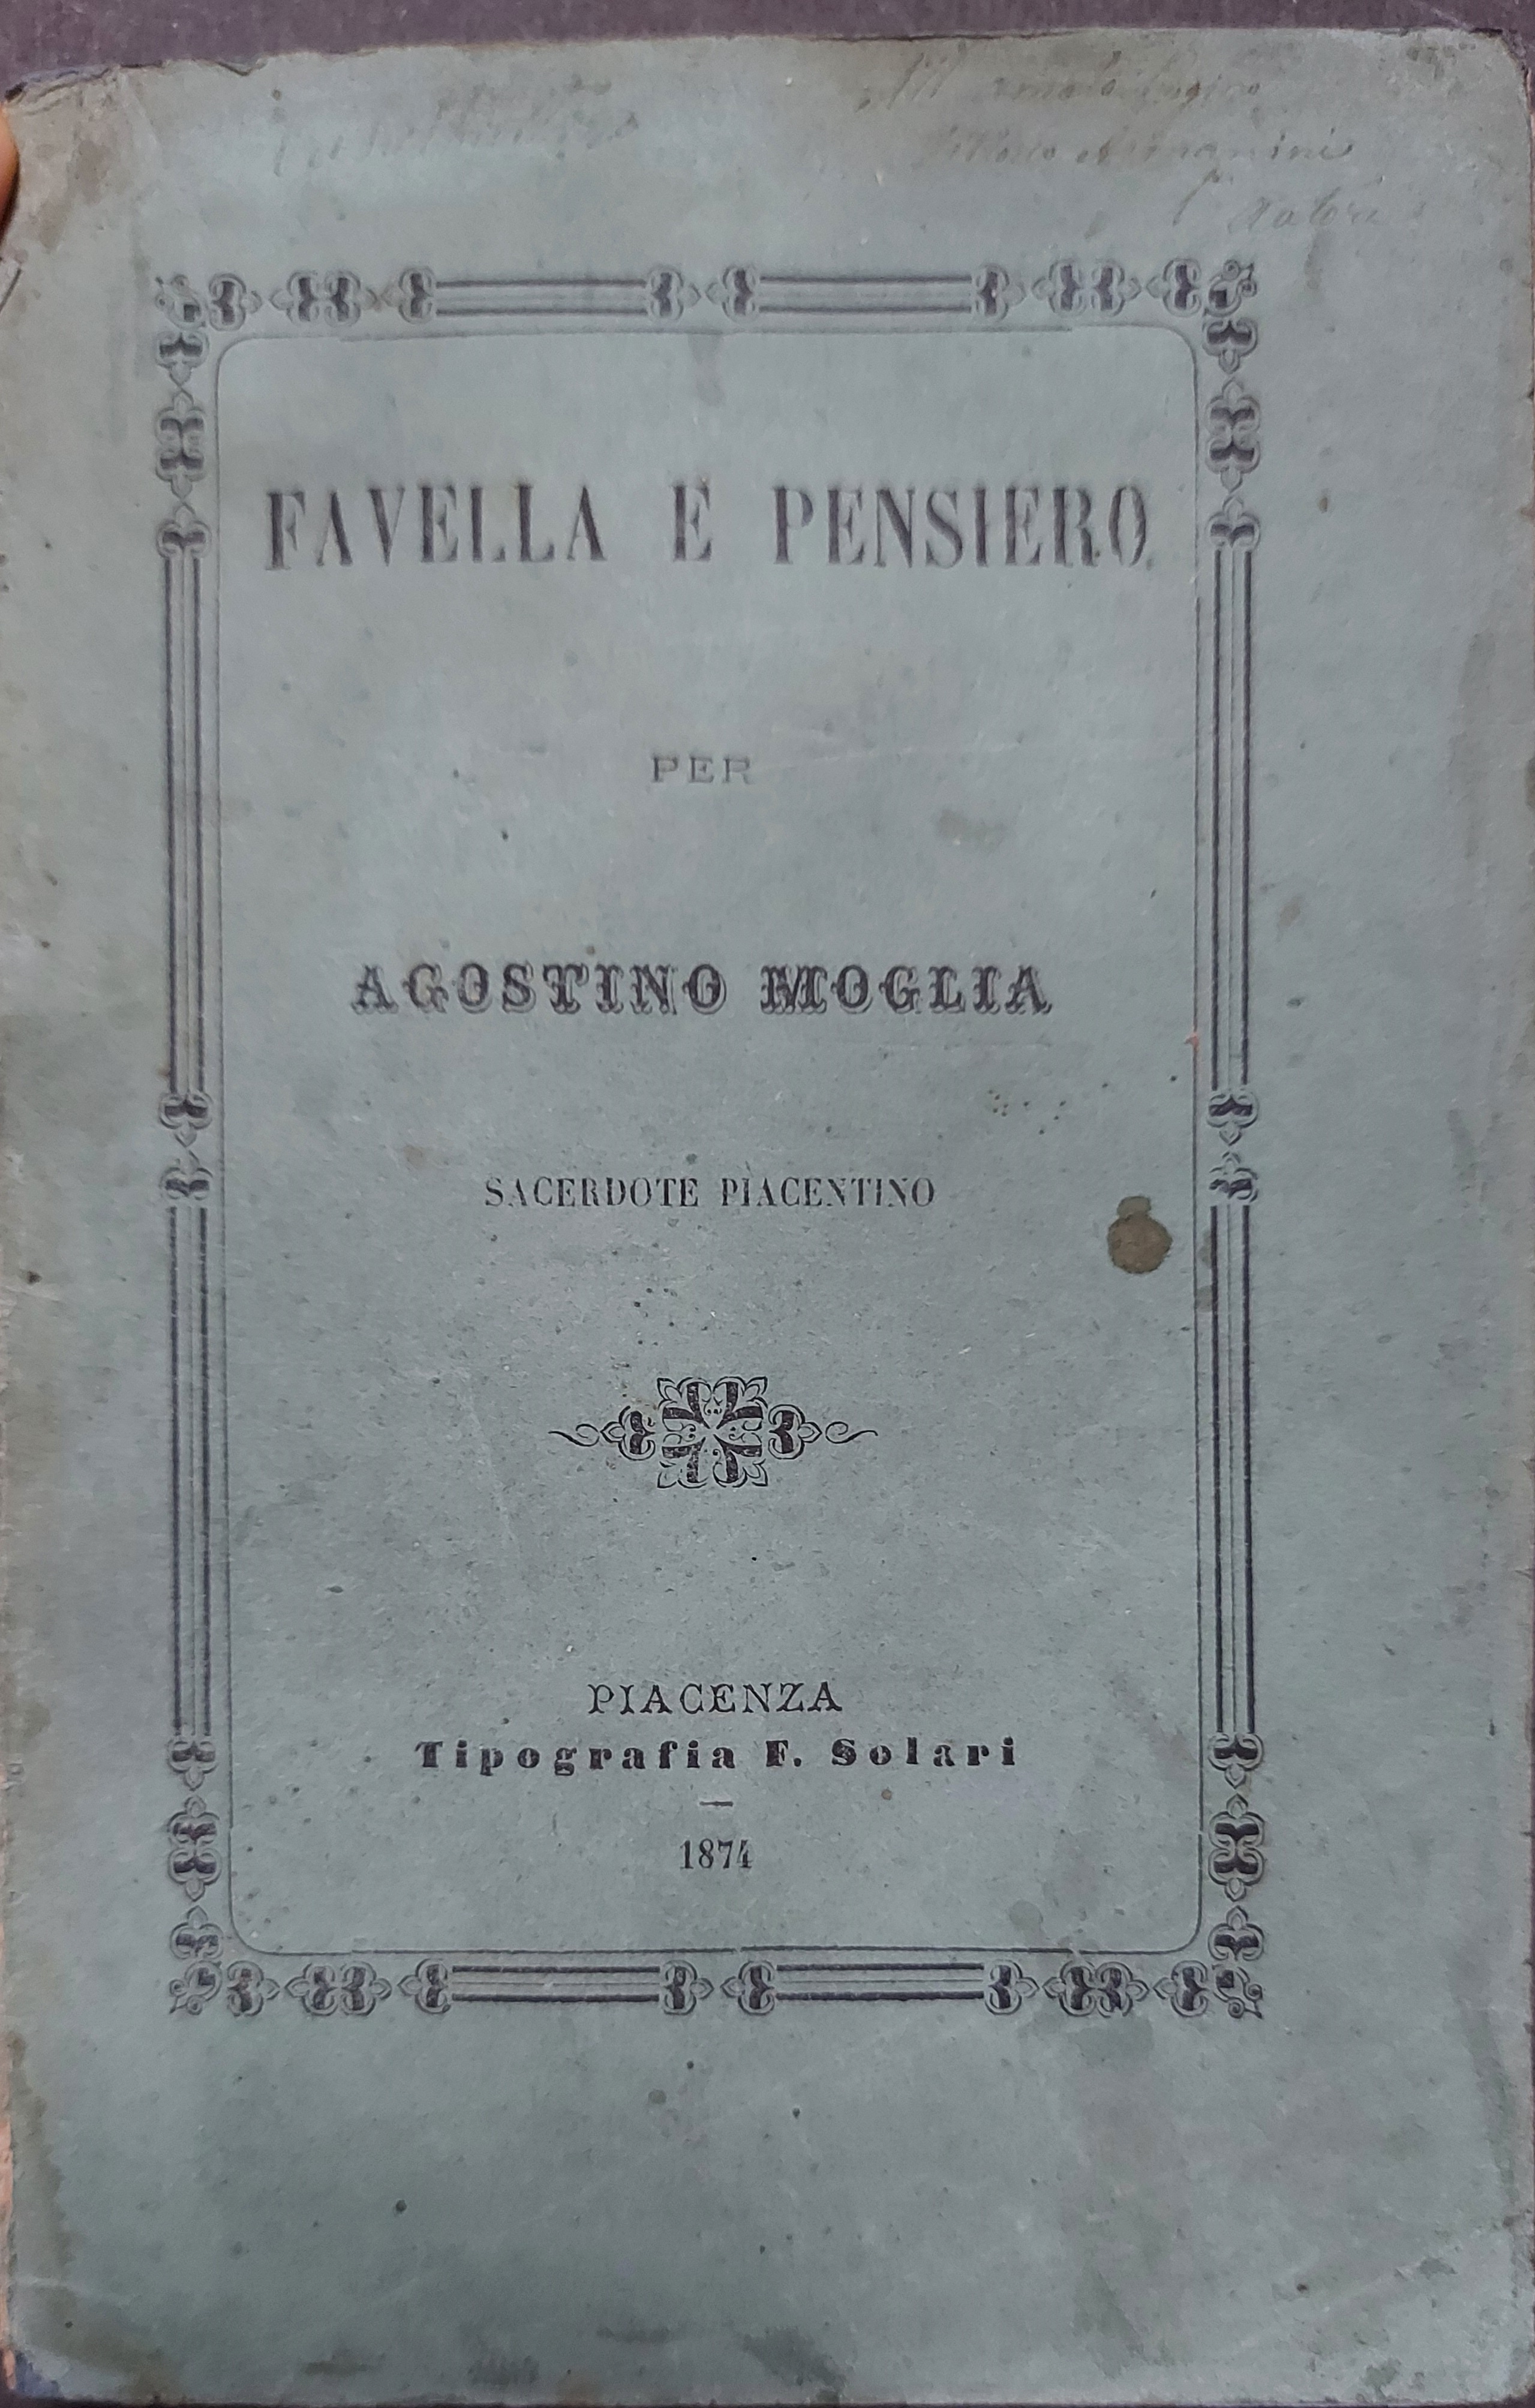 FAVELLA E PENSIERO
PER
AGOSTINO MOGLIA
SACERDOTE PIACENTINO
PIACENZA
Tipografia F. Solari
1874